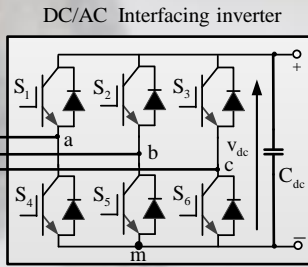 DC/AC Interfacing inverter
+
S1 S2 S3
a
b
vdc
c
Cdc
S4 S5 S6
m
−